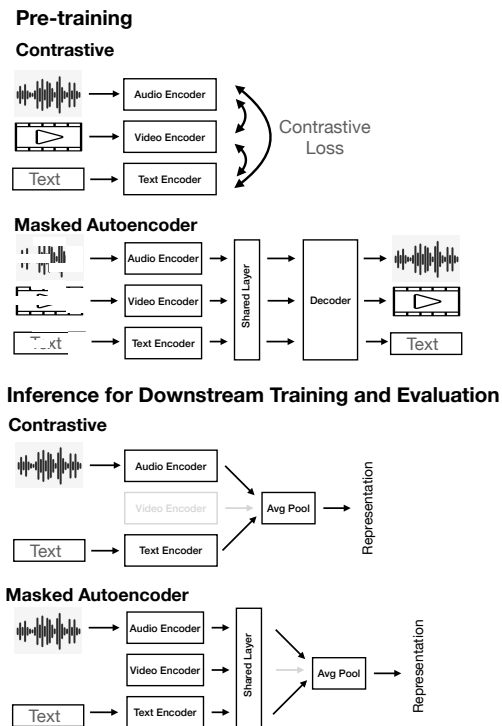 Pre-training
Contrastive
Audio Encoder
Video Encoder
Text
Text Encoder
Contrastive
Loss
Masked Autoencoder
Audio Encoder
Video Encoder
Text Encoder
Shared Layer
Decoder
Text
Inference for Downstream Training and Evaluation
Contrastive
Audio Encoder
Video Encoder
Text
Text Encoder
Avg Pool
Representation
Masked Autoencoder
Audio Encoder
Video Encoder
Text
Text Encoder
Shared Layer
Avg Pool
Representation